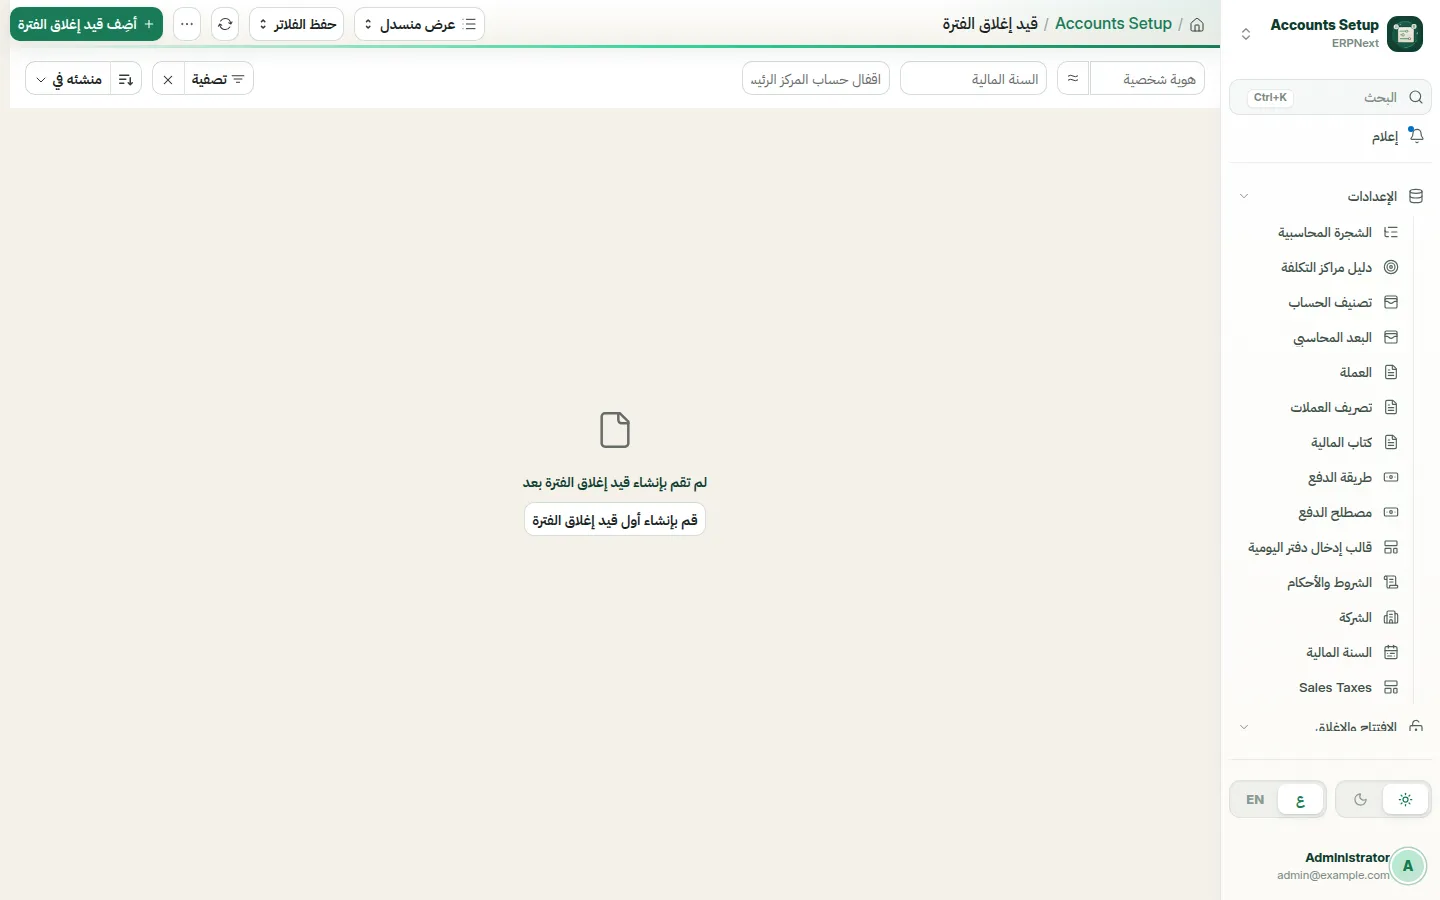 Accounts Setup
ERPNext
البحث
Ctrl+K
إعلام
الإعدادات
الشجرة المحاسبية
دليل مراكز التكلفة
تصنيف الحساب
البعد المحاسبي
العملة
تصريف العملات
كتاب المالية
طريقة الدفع
مصطلح الدفع
قالب إدخال دفتر اليومية
الشروط والأحكام
الشركة
السنة المالية
Sales Taxes
الافتتاح والإغلاق
ع
EN
Administrator
admin@example.com
A
/ Accounts Setup / قيد إغلاق الفترة
عرض منسدل
حفظ الفلاتر
...
+ أضِف قيد إغلاق الفترة
هوية شخصية
≈
السنة المالية
اقفال حساب المركز الرئيس
تصفية
منشئه في
لم تقم بإنشاء قيد إغلاق الفترة بعد
قم بإنشاء أول قيد إغلاق الفترة